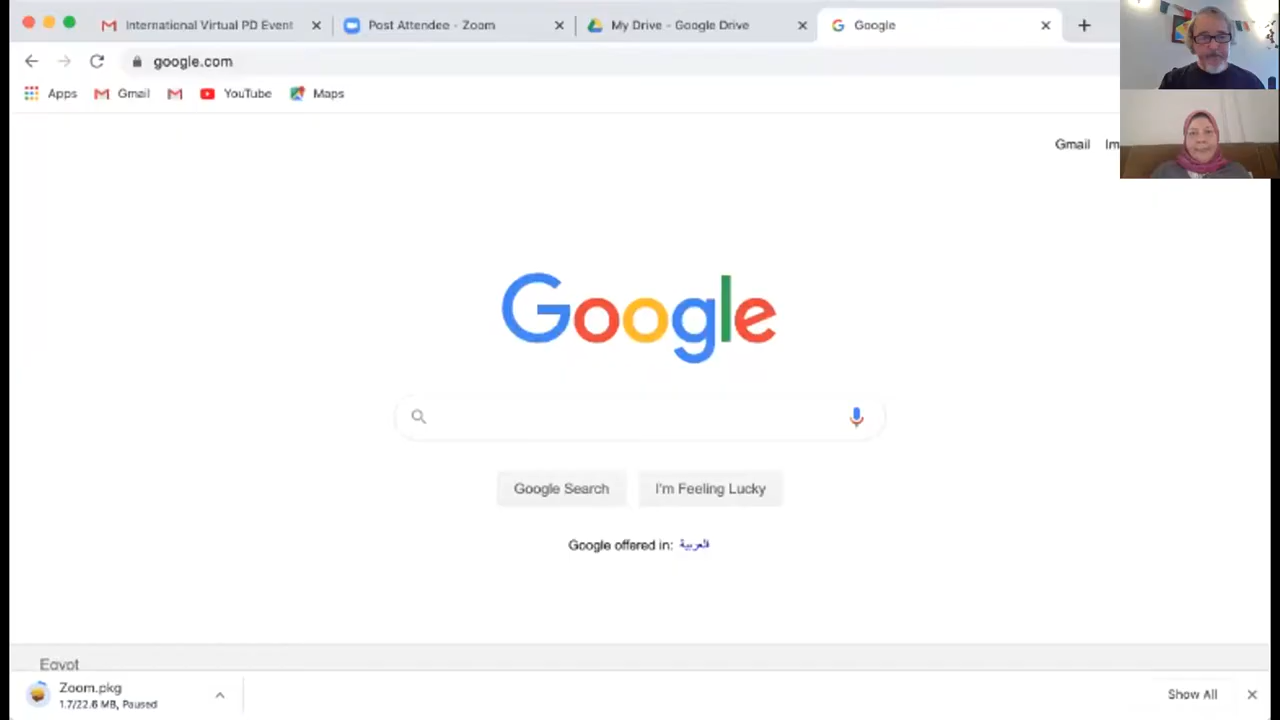 International Virtual PD Event
Post Attendee - Zoom
My Drive - Google Drive
Google
google.com
Apps
Gmail
YouTube
Maps
Gmail
Im
Google
Google Search
I'm Feeling Lucky
Google offered in: العربية
Egypt
Zoom.pkg
1.7/22.6 MB, Paused
Show All